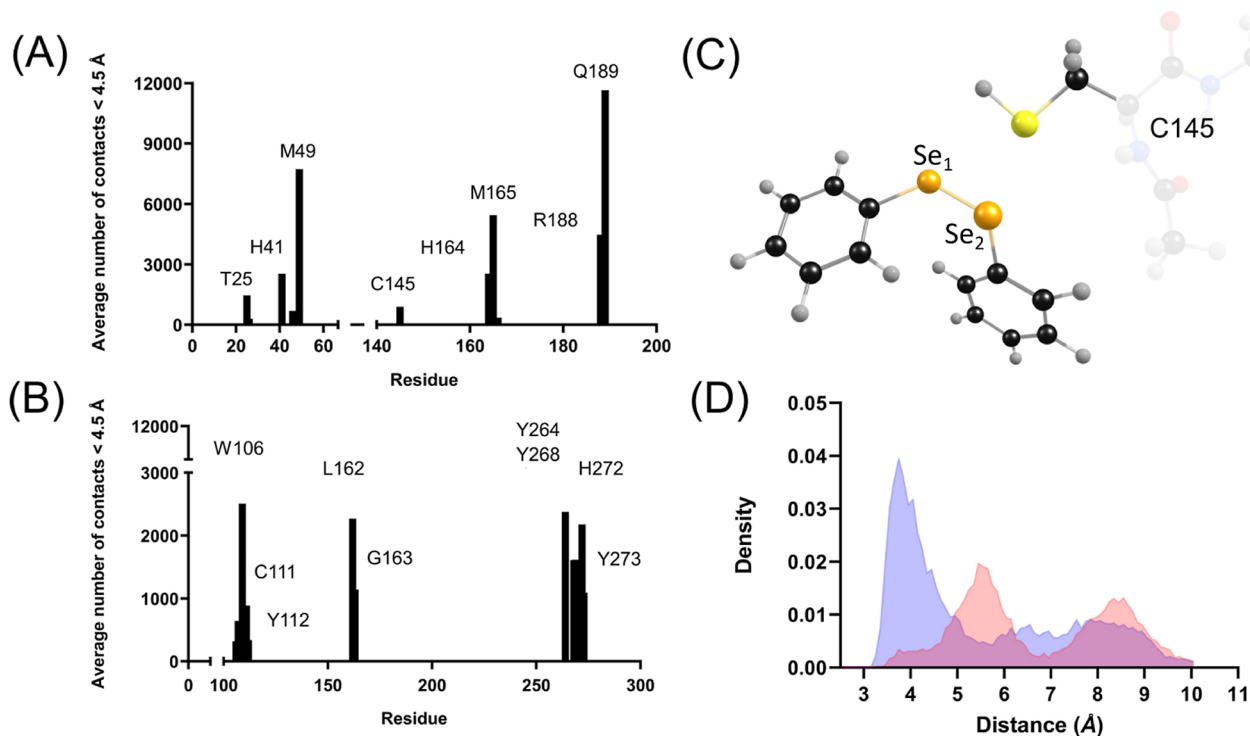 (A)
Average number of contacts < 4.5 Å
12000
9000
6000
3000
0
T25
H41
M49
C145
H164
M165
R188
Q189
0 20 40 60 140 160 180 200
Residue
(B)
Average number of contacts < 4.5 Å
12000
3000
2000
1000
0
W106
C111
Y112
L162
G163
Y264
Y268
H272
Y273
0 100 150 200 250 300
Residue
(C)
C145
Se₁
Se₂
(D)
Density
0.05
0.04
0.03
0.02
0.01
0.00
3 4 5 6 7 8 9 10 11
Distance (Å)